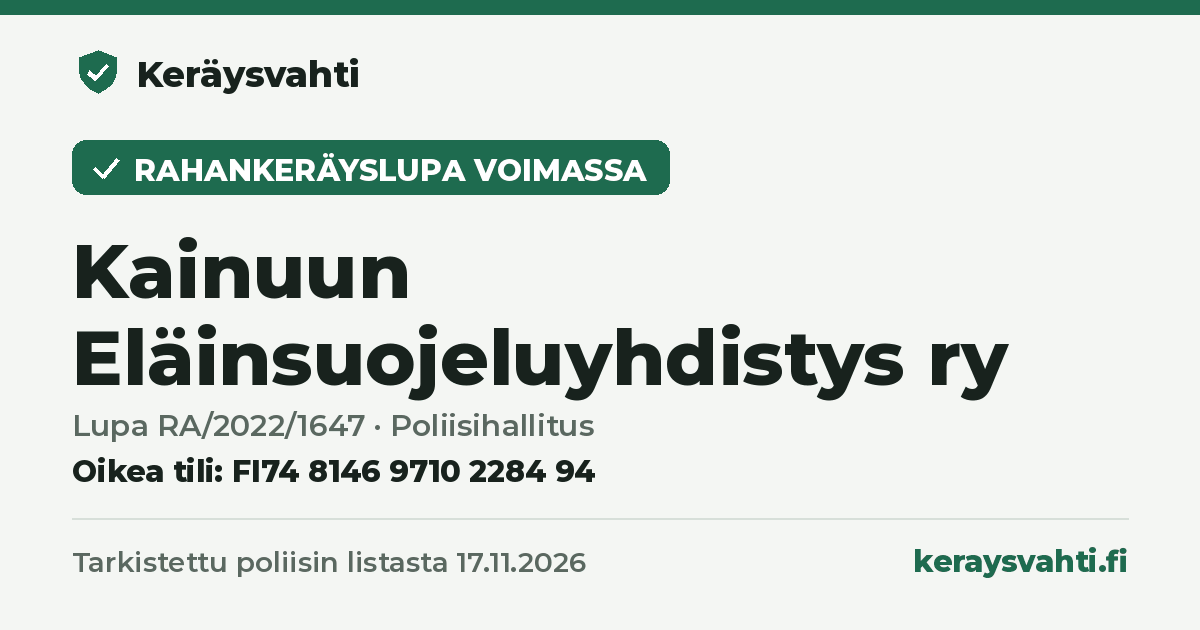 Keräysvahti
RAHANKERÄYSLUPA VOIMASSA
Kainuun
Eläinsuojeluyhdistys ry
Lupa RA/2022/1647 · Poliisihallitus
Oikea tili: FI74 8146 9710 2284 94
Tarkistettu poliisin listasta 17.11.2026
keraysvahti.fi